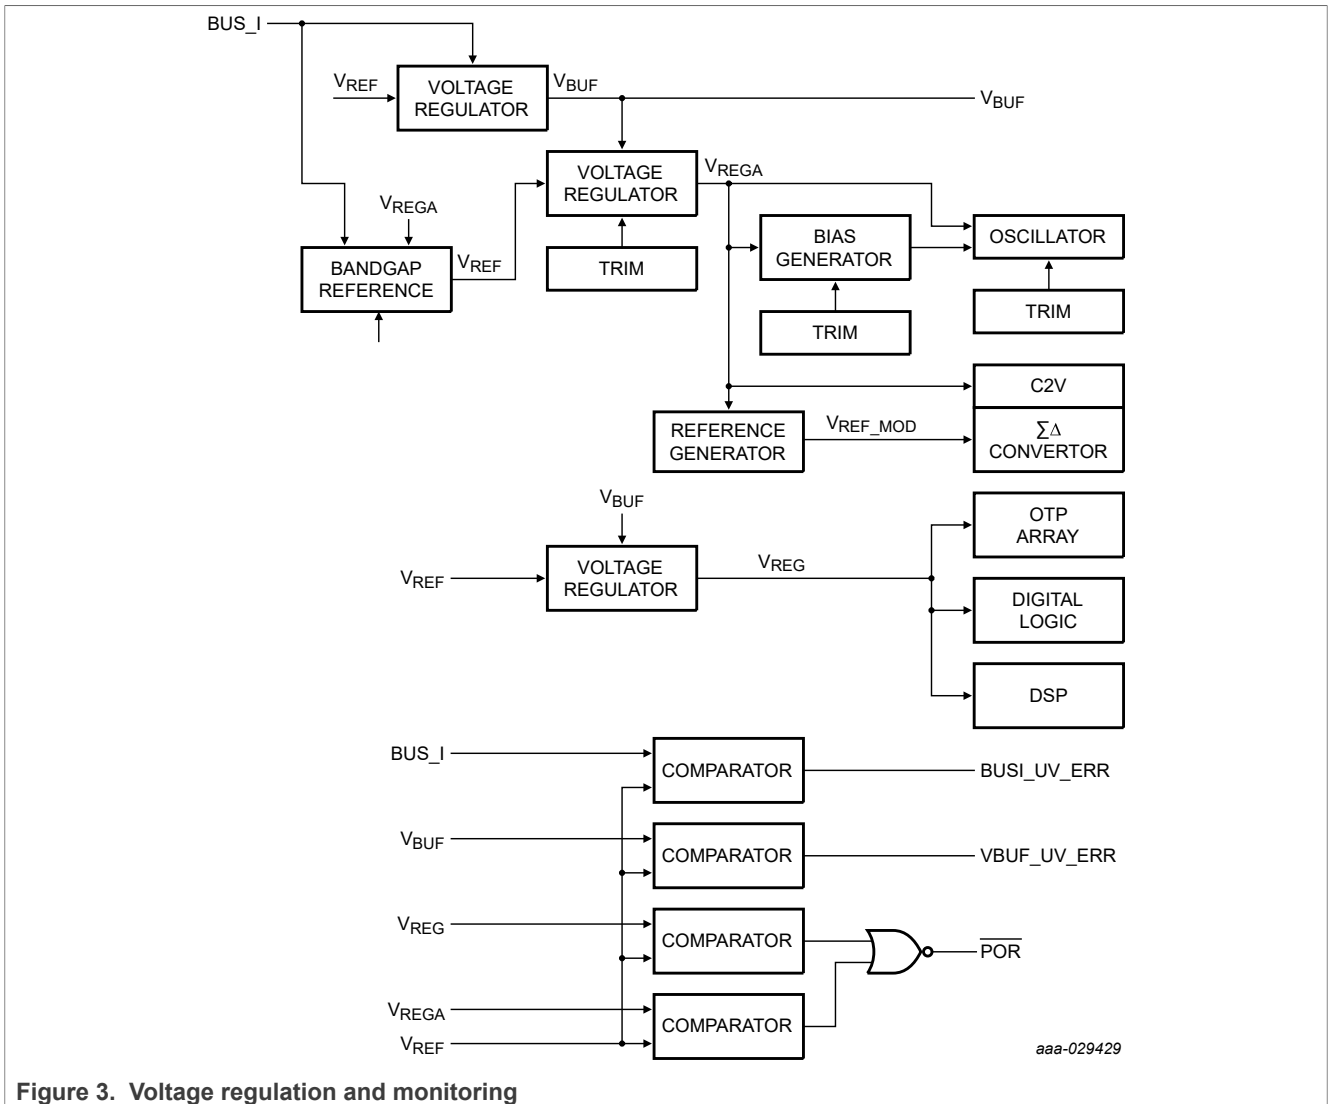 BUS_I
VREF
VOLTAGE
REGULATOR
VBUF
VBUF
VOLTAGE
REGULATOR
VREGA
VREGA
BIAS
GENERATOR
OSCILLATOR
BANDGAP
REFERENCE
VREF
TRIM
TRIM
TRIM
C2V
REFERENCE
GENERATOR
VREF_MOD
∑Δ
CONVERTOR
VBUF
OTP
ARRAY
VREF
VOLTAGE
REGULATOR
VREG
DIGITAL
LOGIC
DSP
BUS_I
COMPARATOR
BUSI_UV_ERR
VBUF
COMPARATOR
VBUF_UV_ERR
VREG
COMPARATOR
P̅O̅R̅
VREGA
VREF
COMPARATOR
aaa-029429
Figure 3. Voltage regulation and monitoring